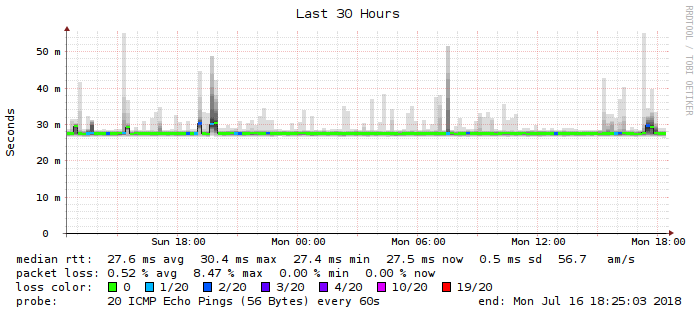 Last 30 Hours
RRDTOOL / TOBI OETIKER
Seconds
50 m
40 m
30 m
20 m
10 m
0
Sun 18:00 Mon 00:00 Mon 06:00 Mon 12:00 Mon 18:00
median rtt: 27.6 ms avg 30.4 ms max 27.4 ms min 27.5 ms now 0.5 ms sd 56.7 am/s
packet loss: 0.52 % avg 8.47 % max 0.00 % min 0.00 % now
loss color: 0 1/20 2/20 3/20 4/20 10/20 19/20
probe: 20 ICMP Echo Pings (56 Bytes) every 60s end: Mon Jul 16 18:25:03 2018